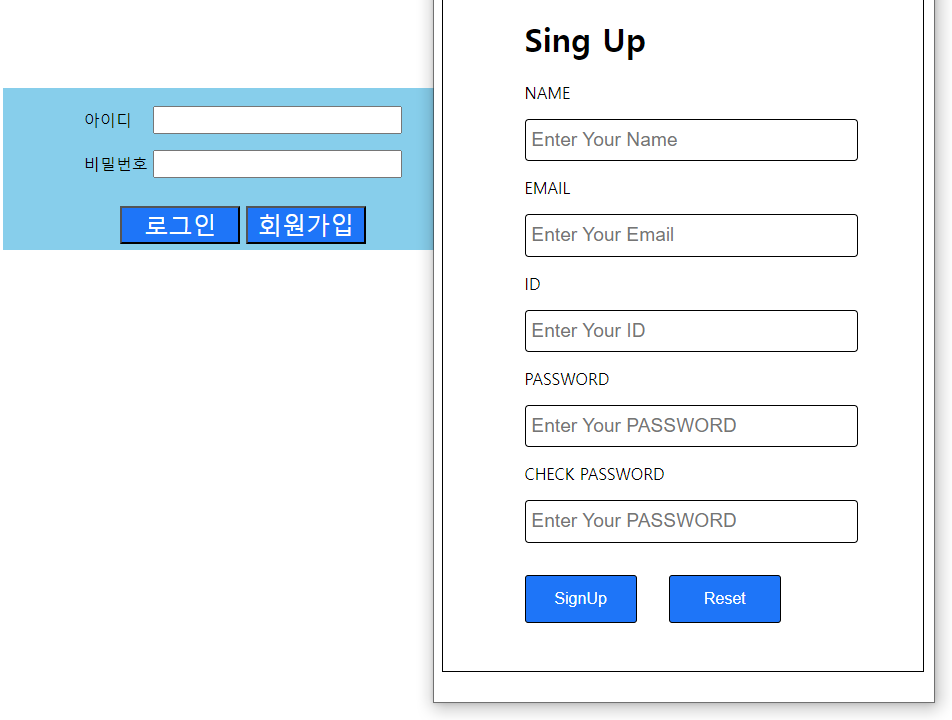 아이디
비밀번호
로그인 회원가입
Sing Up
NAME
Enter Your Name
EMAIL
Enter Your Email
ID
Enter Your ID
PASSWORD
Enter Your PASSWORD
CHECK PASSWORD
Enter Your PASSWORD
SignUp Reset